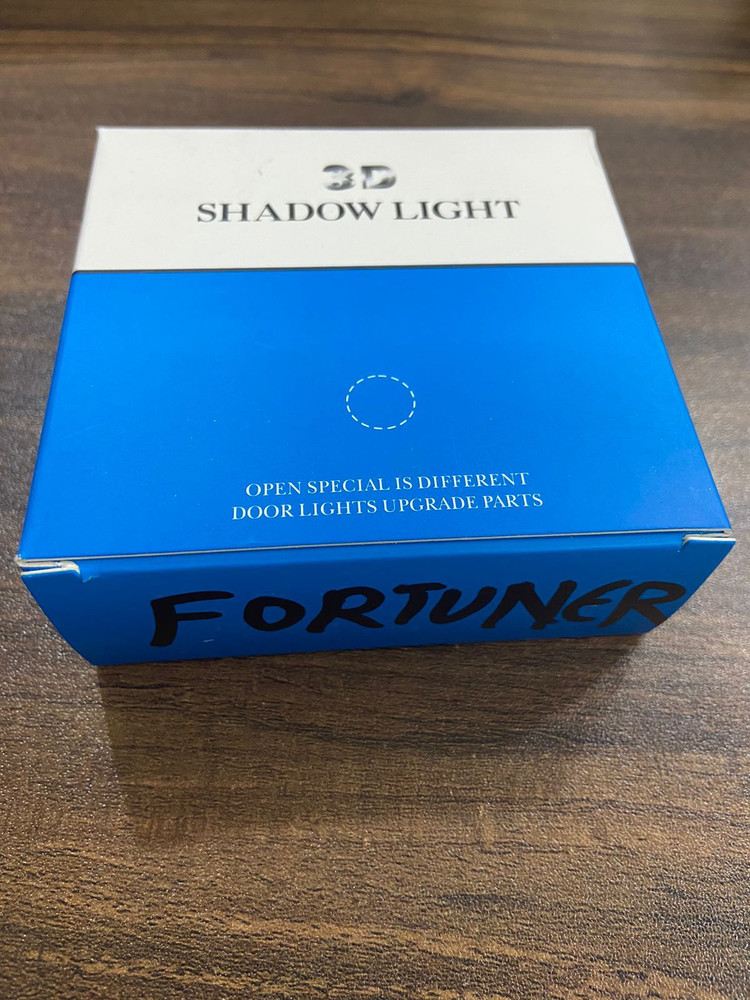 3D
SHADOW LIGHT
OPEN SPECIAL IS DIFFERENT
DOOR LIGHTS UPGRADE PARTS
FORTUNER